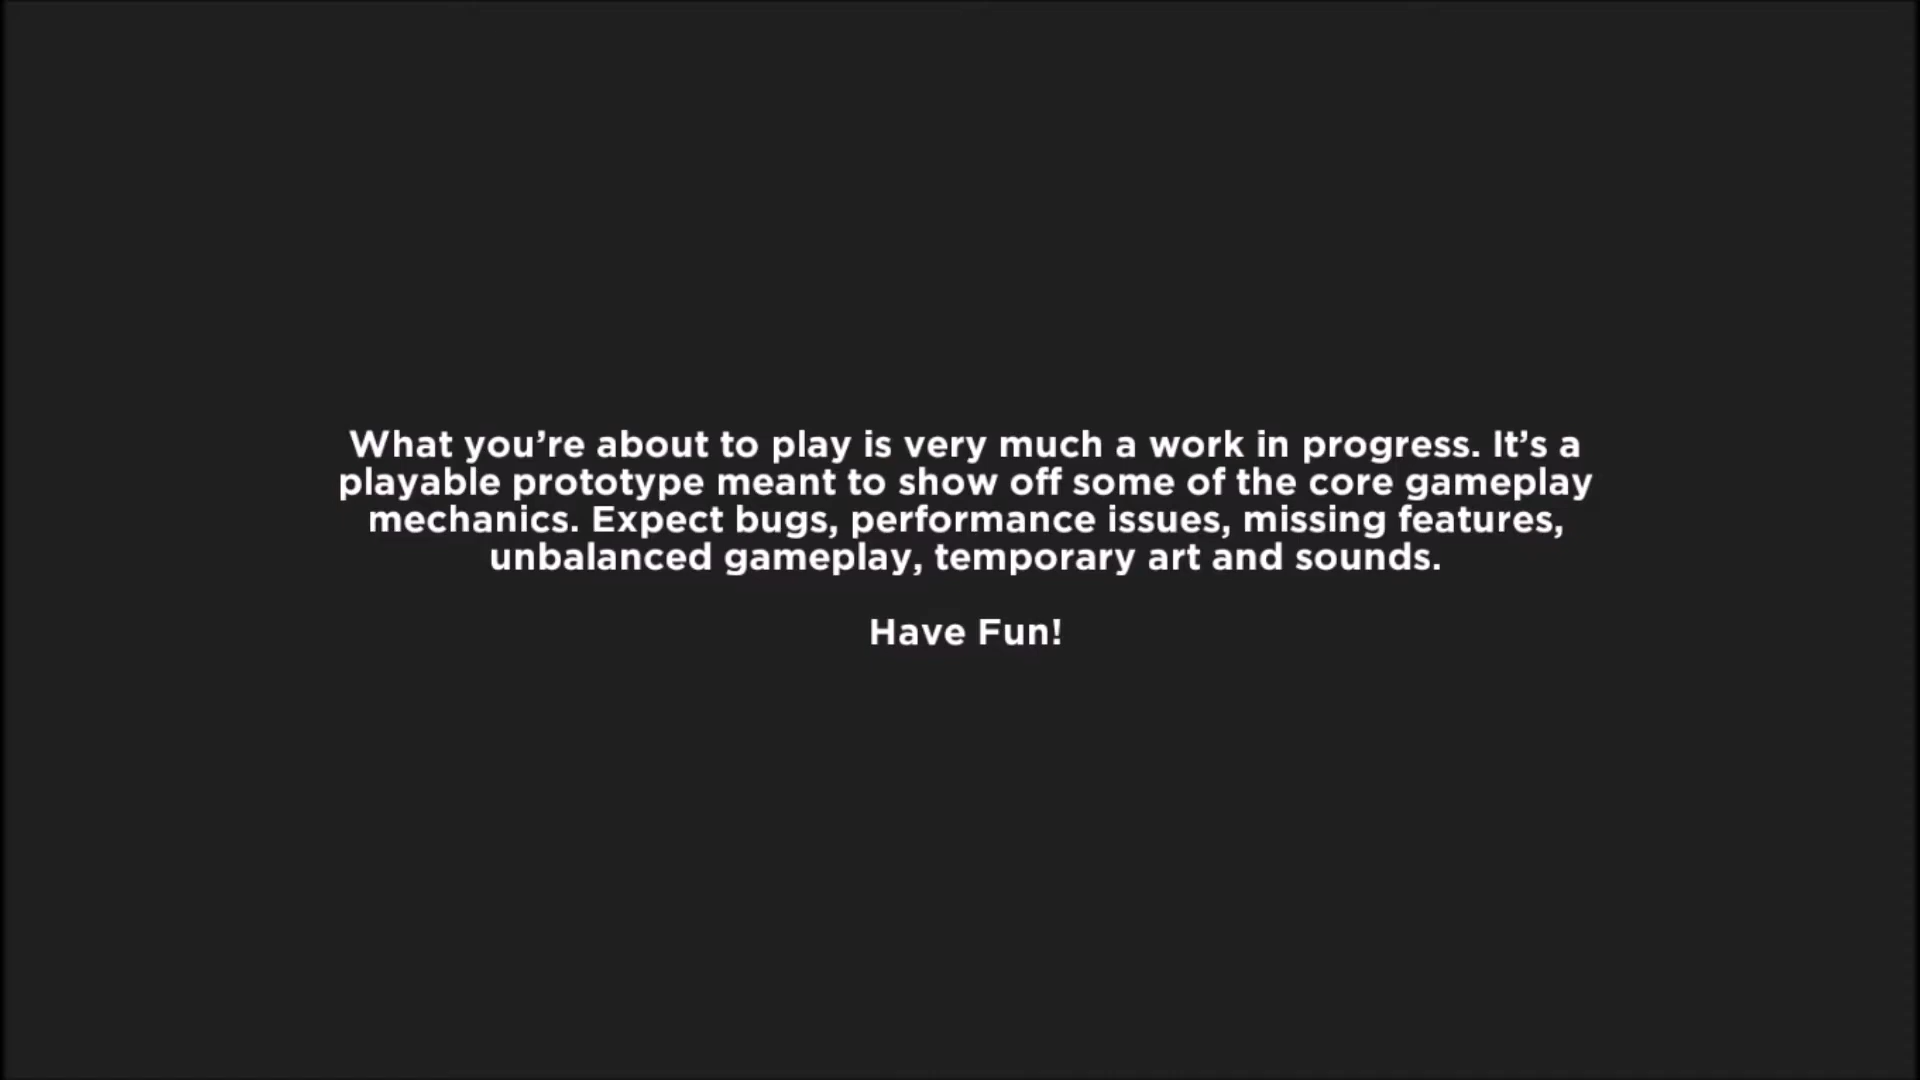 What you’re about to play is very much a work in progress. It’s a
playable prototype meant to show off some of the core gameplay
mechanics. Expect bugs, performance issues, missing features,
unbalanced gameplay, temporary art and sounds.
Have Fun!